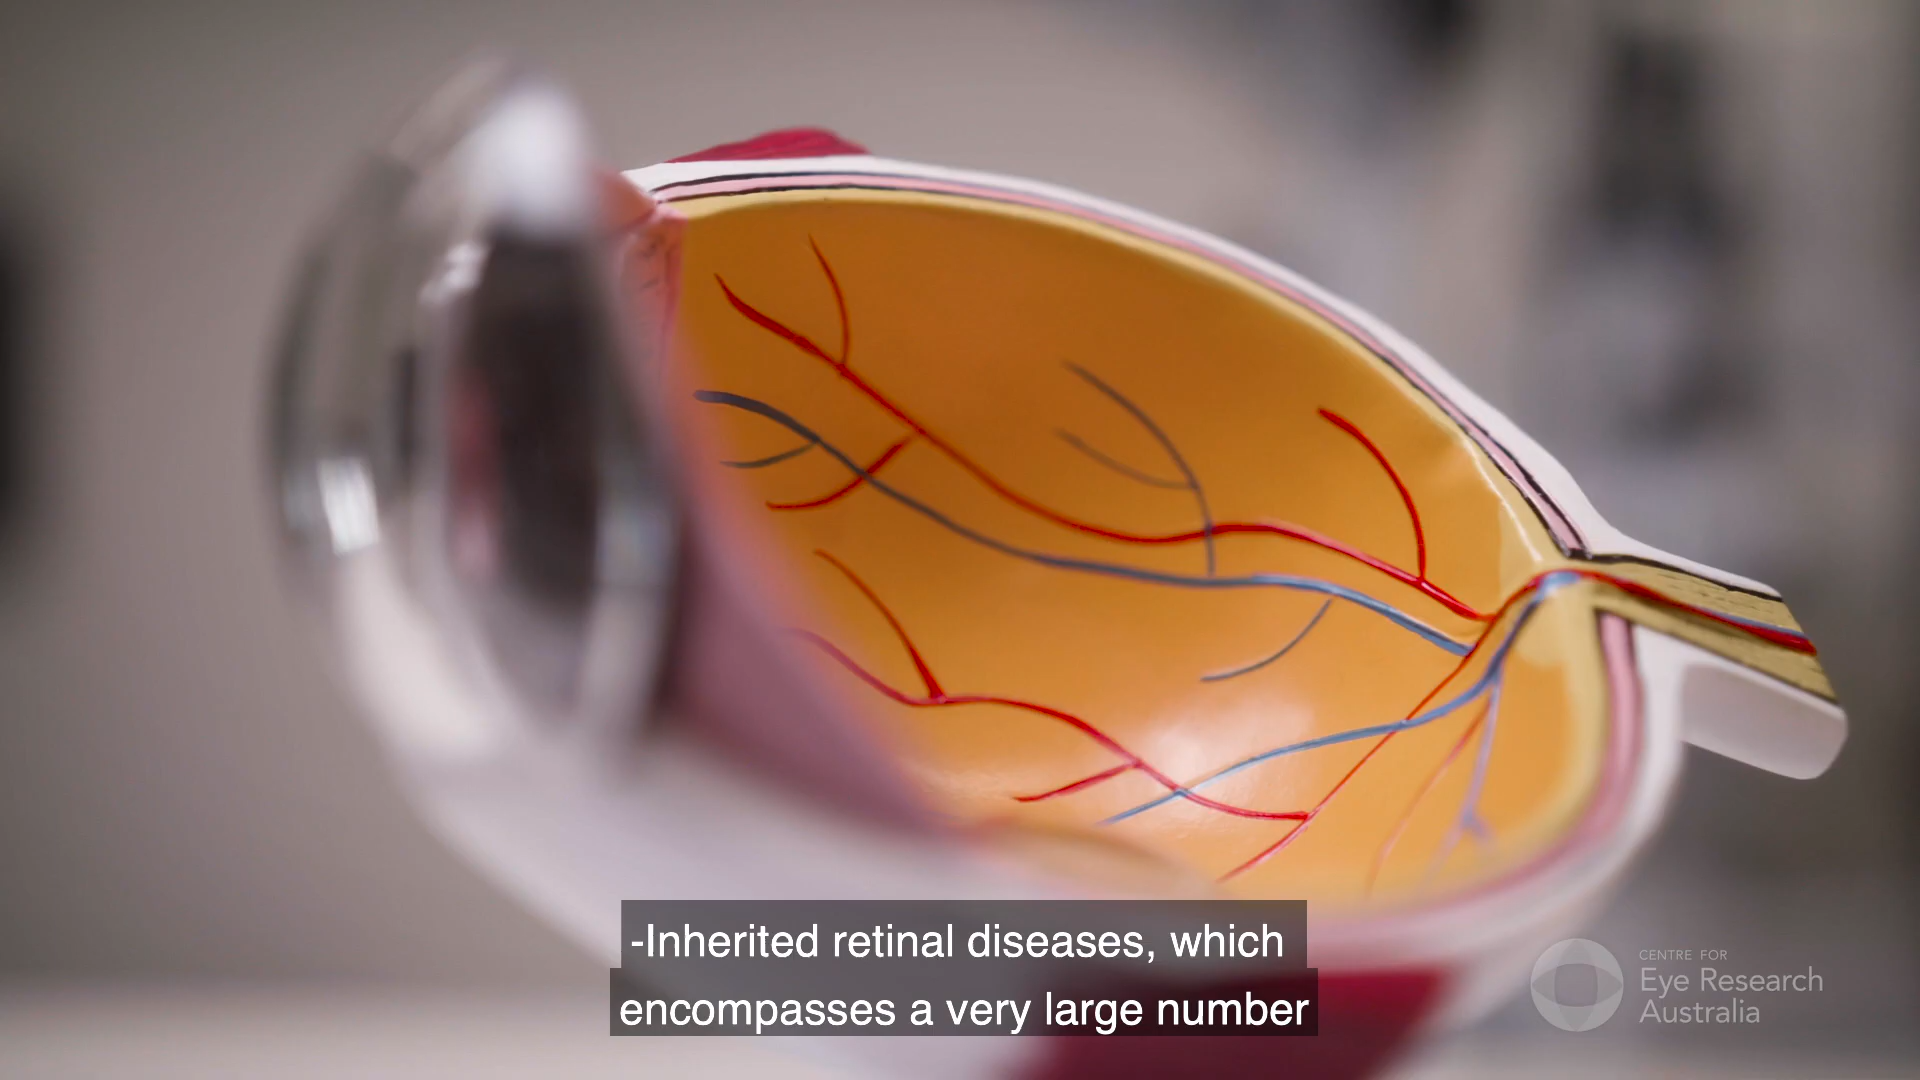 -Inherited retinal diseases, which
encompasses a very large number
CENTRE FOR
Eye Research
Australia